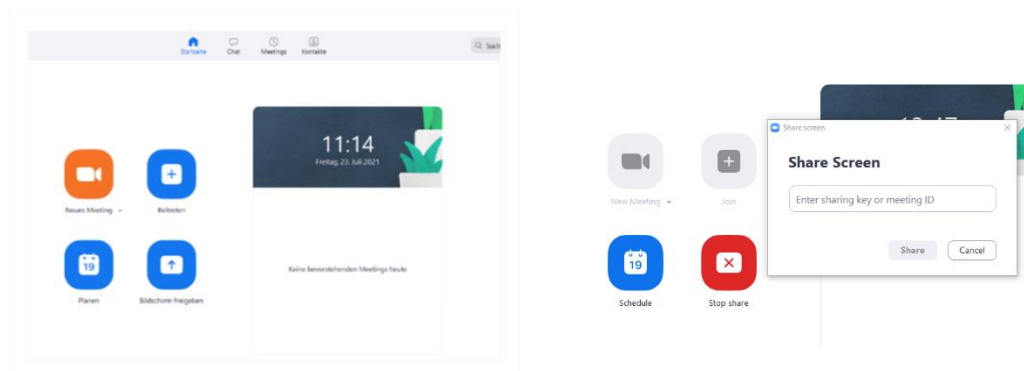 Startseite Chat Meetings Kontakte
11:14
Freitag, 23. Juli 2021
Neues Meeting Beitreten
19
Planen Bildschirm freigeben
Keine bevorstehenden Meetings heute
Share screen
Share Screen
Enter sharing key or meeting ID
New Meeting Join
Share Cancel
19
Schedule Stop share